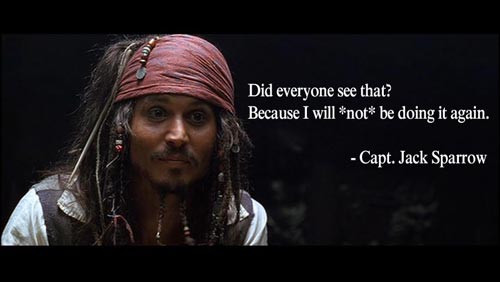 Did everyone see that?
Because I will *not* be doing it again.
- Capt. Jack Sparrow